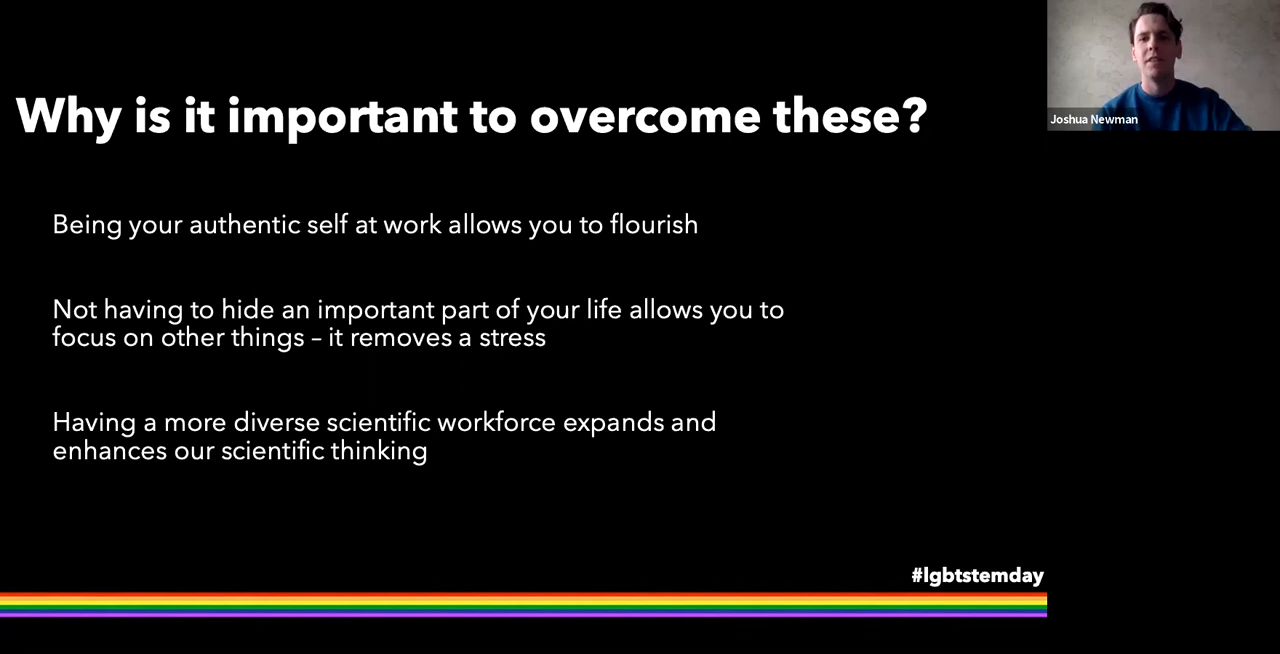 Why is it important to overcome these?
Joshua Newman
Being your authentic self at work allows you to flourish
Not having to hide an important part of your life allows you to
focus on other things – it removes a stress
Having a more diverse scientific workforce expands and
enhances our scientific thinking
#lgbtstemday